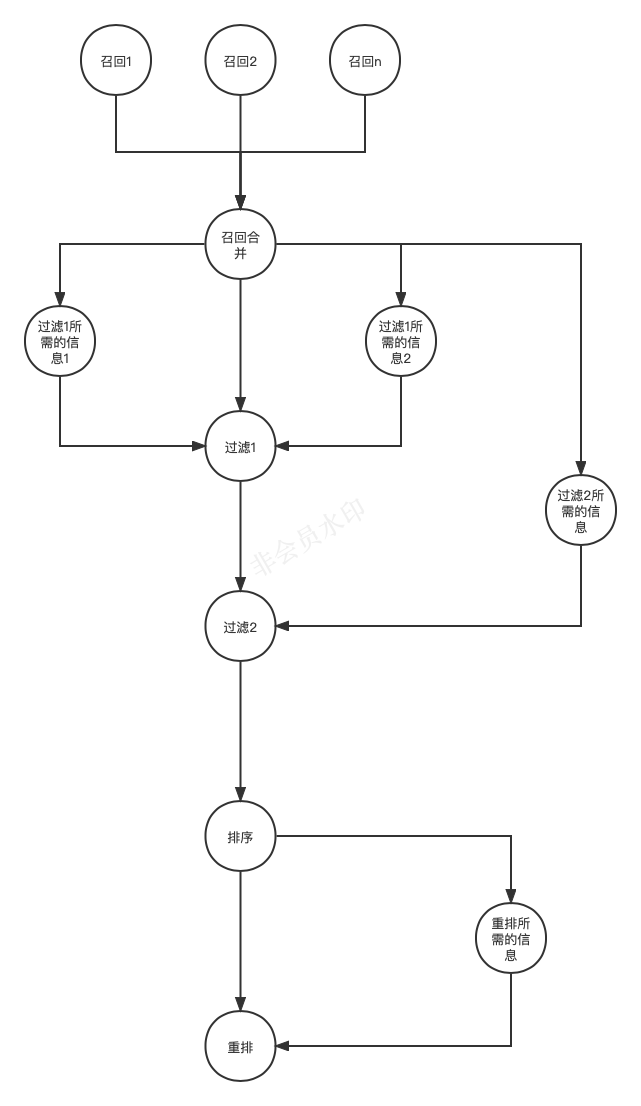 召回1
召回2
召回n
召回合
并
过滤1所
需的信
息1
过滤1所
需的信
息2
过滤1
过滤2所
需的信
息
非会员水印
过滤2
排序
重排所
需的信
息
重排